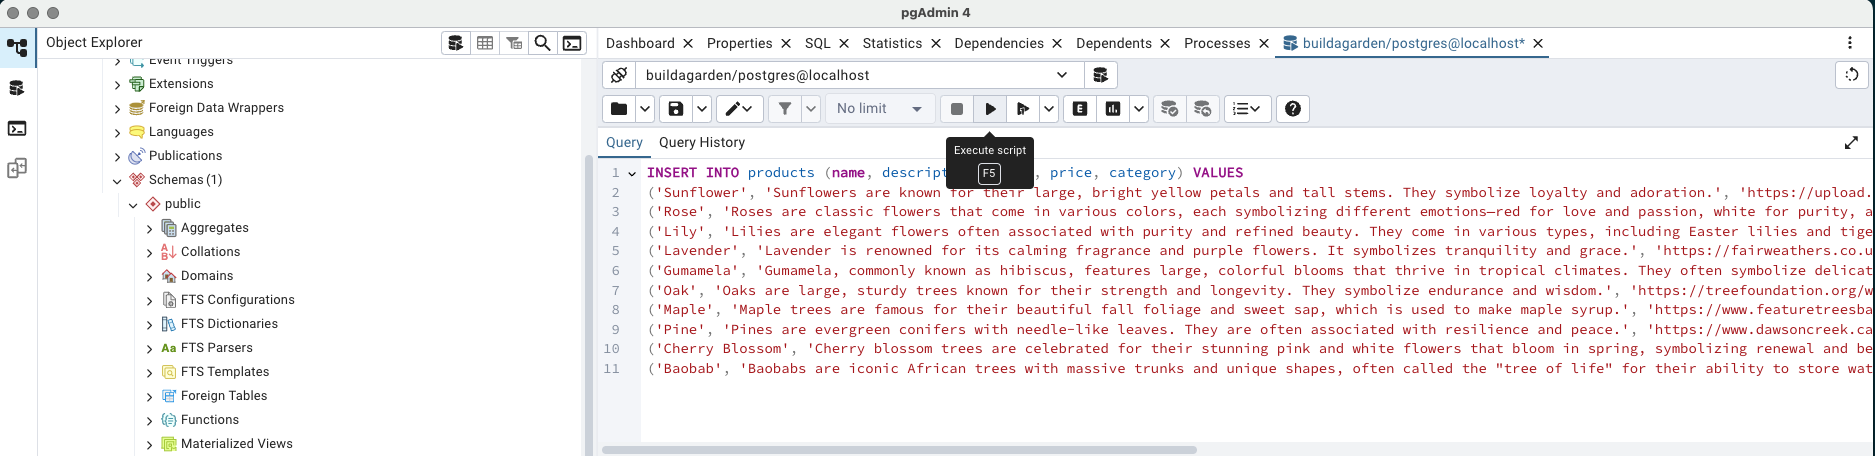 pgAdmin 4
Object Explorer
Event Triggers
Extensions
Foreign Data Wrappers
Languages
Publications
Schemas (1)
public
Aggregates
Collations
Domains
FTS Configurations
FTS Dictionaries
Aa FTS Parsers
FTS Templates
Foreign Tables
Functions
Materialized Views
Dashboard Properties SQL Statistics Dependencies Dependents Processes buildagarden/postgres@localhost*
buildagarden/postgres@localhost
No limit
E
Query Query History
Execute script
F5
1 INSERT INTO products (name, descript , price, category) VALUES
2 ('Sunflower', 'Sunflowers are known for their large, bright yellow petals and tall stems. They symbolize loyalty and adoration.', 'https://upload.
3 ('Rose', 'Roses are classic flowers that come in various colors, each symbolizing different emotions—red for love and passion, white for purity, a
4 ('Lily', 'Lilies are elegant flowers often associated with purity and refined beauty. They come in various types, including Easter lilies and tige
5 ('Lavender', 'Lavender is renowned for its calming fragrance and purple flowers. It symbolizes tranquility and grace.', 'https://fairweathers.co.u
6 ('Gumamela', 'Gumamela, commonly known as hibiscus, features large, colorful blooms that thrive in tropical climates. They often symbolize delicat
7 ('Oak', 'Oaks are large, sturdy trees known for their strength and longevity. They symbolize endurance and wisdom.', 'https://treefoundation.org/w
8 ('Maple', 'Maple trees are famous for their beautiful fall foliage and sweet sap, which is used to make maple syrup.', 'https://www.featuretreesba
9 ('Pine', 'Pines are evergreen conifers with needle-like leaves. They are often associated with resilience and peace.', 'https://www.dawsoncreek.ca
10 ('Cherry Blossom', 'Cherry blossom trees are celebrated for their stunning pink and white flowers that bloom in spring, symbolizing renewal and be
11 ('Baobab', 'Baobabs are iconic African trees with massive trunks and unique shapes, often called the "tree of life" for their ability to store wat